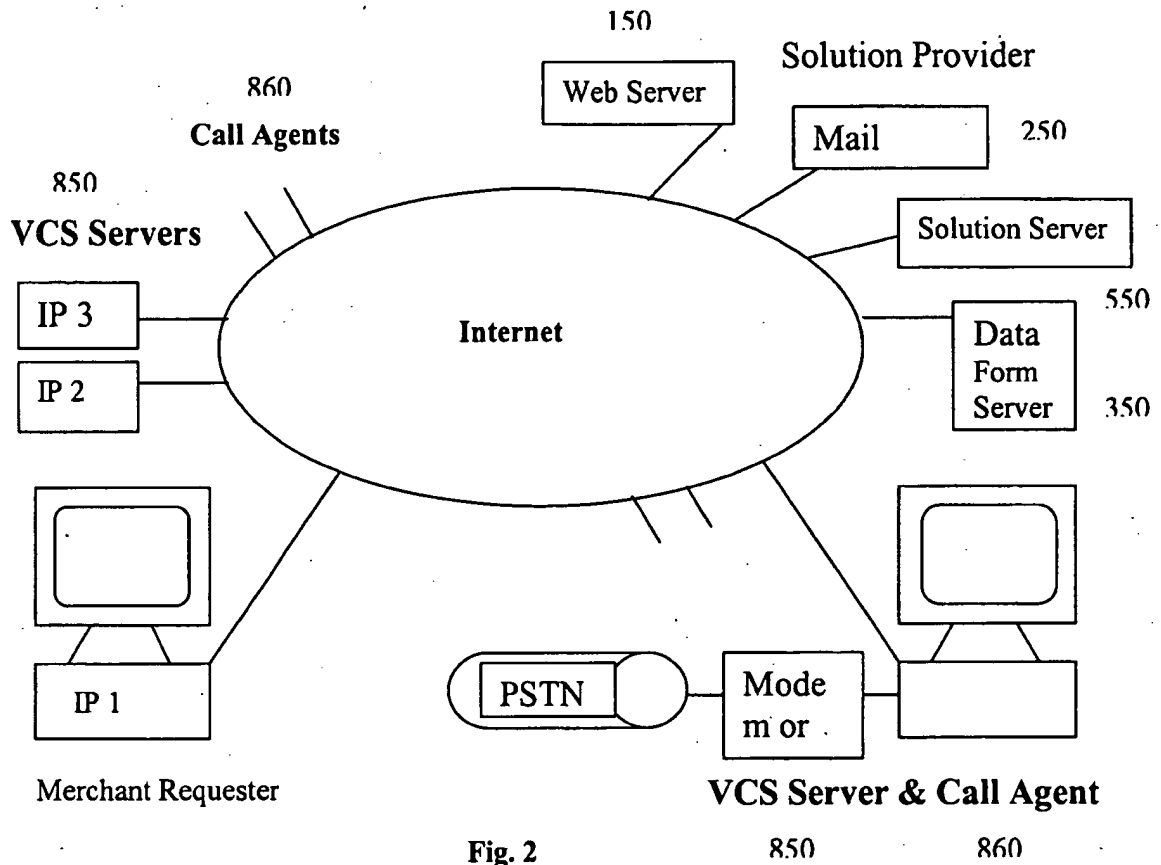 150
Solution Provider
860
Web Server
Call Agents
Mail
250
850
VCS Servers
Solution Server
IP 3
Internet
550
Data
Form
Server
IP 2
350
IP 1
PSTN
Mode
m or
Merchant Requester
VCS Server & Call Agent
Fig. 2
850
860